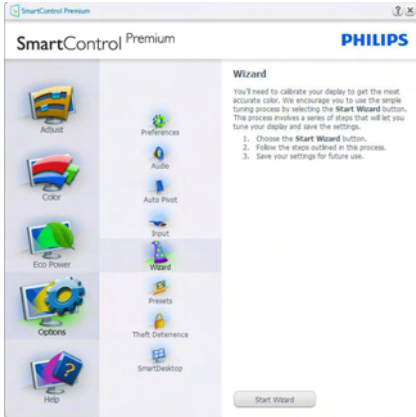 SmartControl Premium
SmartControl Premium
PHILIPS
Adjust
Color
Eco Power
Options
Help
Preferences
Audio
Auto Pivot
Input
Wizard
Presets
Theft Deterrence
SmartDesktop
Wizard
You'll need to calibrate your display to get the most
accurate color. We encourage you to use the simple
tuning process by selecting the Start Wizard button.
This process involves a series of steps that will let you
tune your display and save the settings.
1. Choose the Start Wizard button.
2. Follow the steps outlined in this process.
3. Save your settings for future use.
Start Wizard